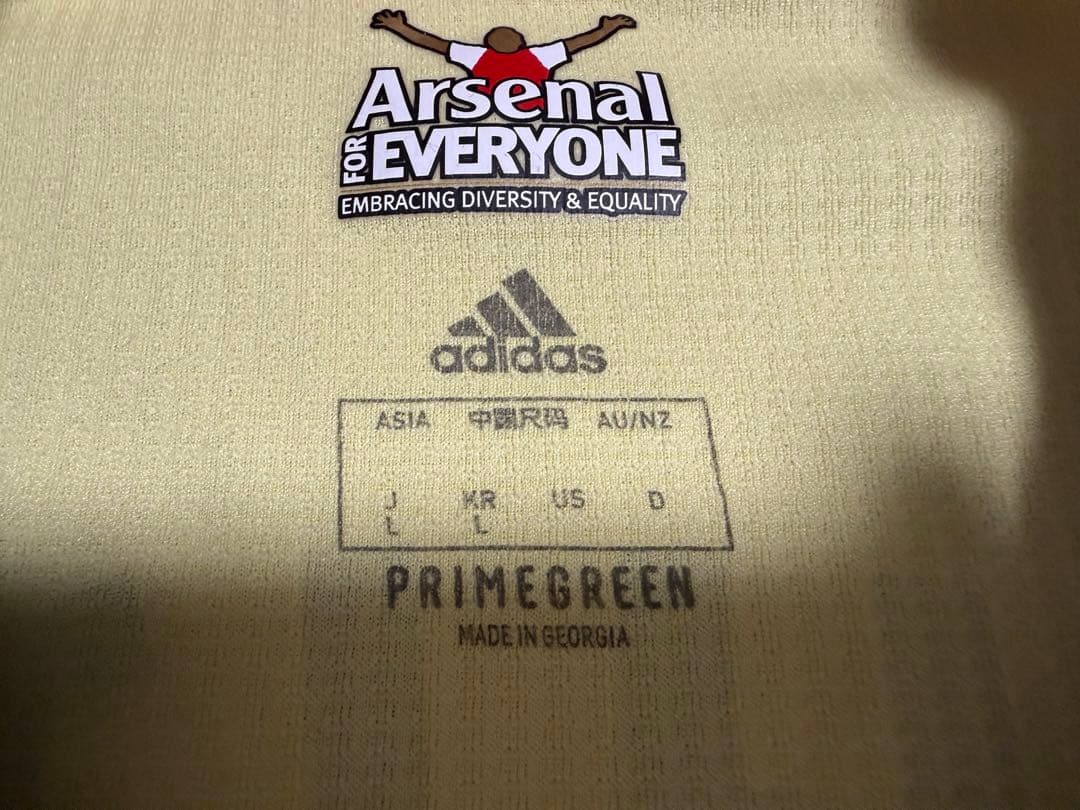 Arsenal
FOR EVERYONE
EMBRACING DIVERSITY & EQUALITY
adidas
ASIA 中国尺码 AU/NZ
J KR US D
L L
PRIMEGREEN
MADE IN GEORGIA